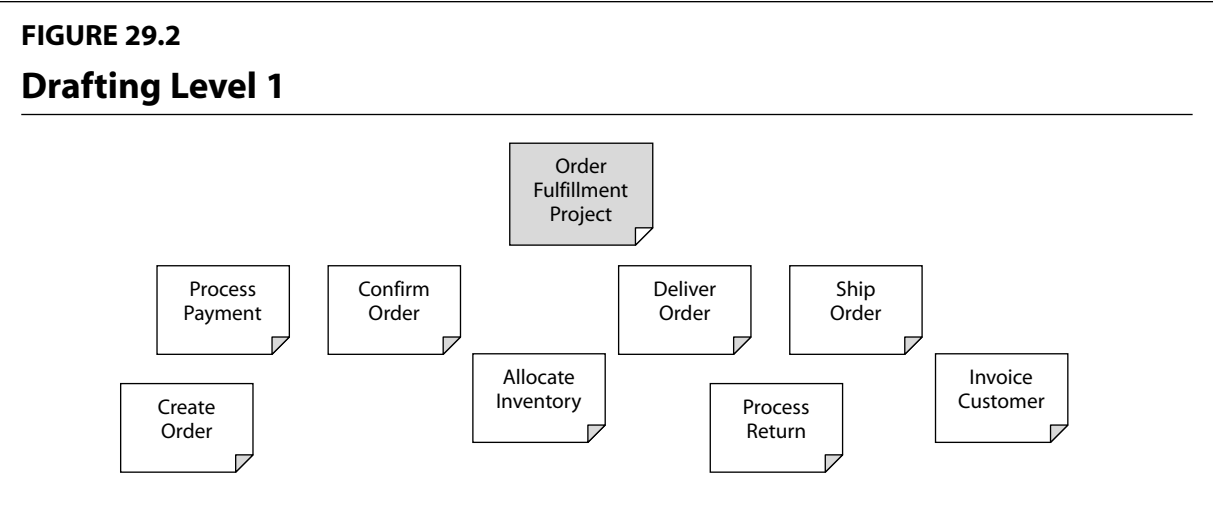 FIGURE 29.2
Drafting Level 1
Order
Fulfillment
Project
Process
Payment
Confirm
Order
Deliver
Order
Ship
Order
Create
Order
Allocate
Inventory
Process
Return
Invoice
Customer